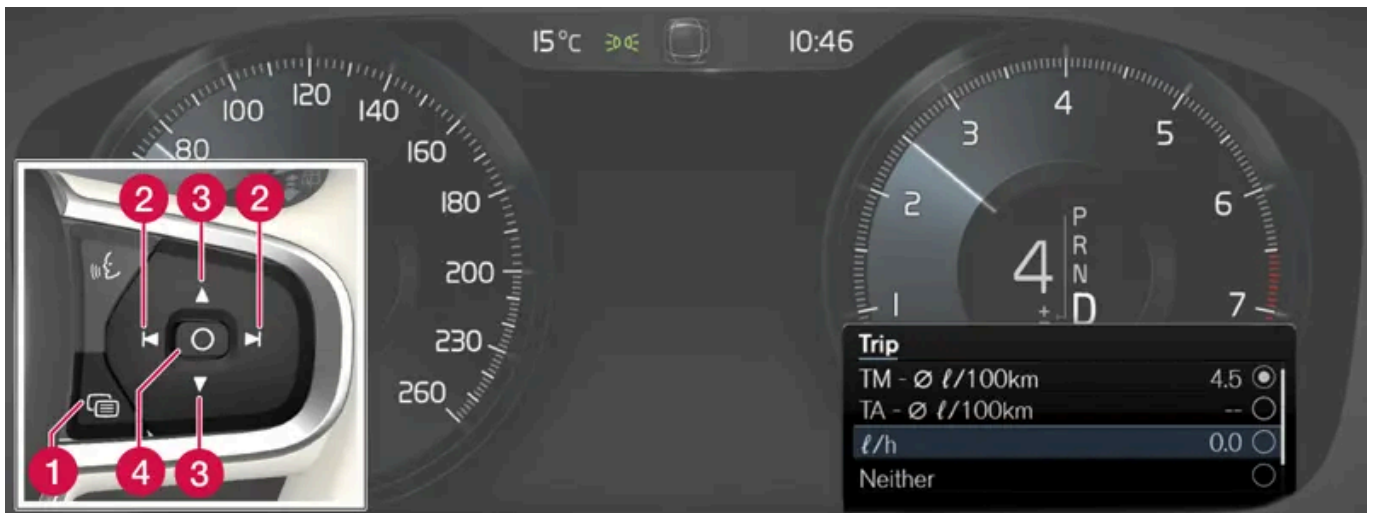 15°C 10:46
80
100
120
140
160
180
200
230
260
1
2
3
4
5
6
7
4
P
R
N
D
+
-
2 3 2
1 4 3
Trip
TM - Ø ℓ/100km 4.5
TA - Ø ℓ/100km --
ℓ/h 0.0
Neither